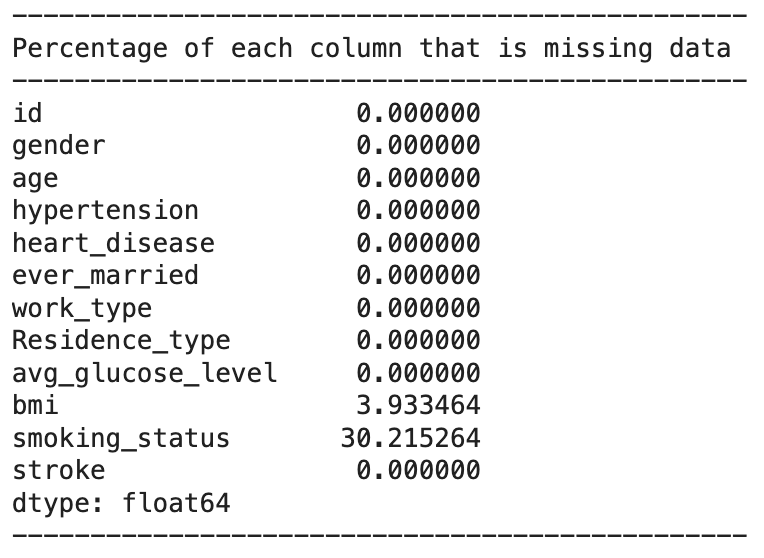 -----------------------------------------------
Percentage of each column that is missing data
-----------------------------------------------
id                    0.000000
gender                0.000000
age                   0.000000
hypertension          0.000000
heart_disease         0.000000
ever_married          0.000000
work_type             0.000000
Residence_type        0.000000
avg_glucose_level     0.000000
bmi                   3.933464
smoking_status       30.215264
stroke                0.000000
dtype: float64
-----------------------------------------------